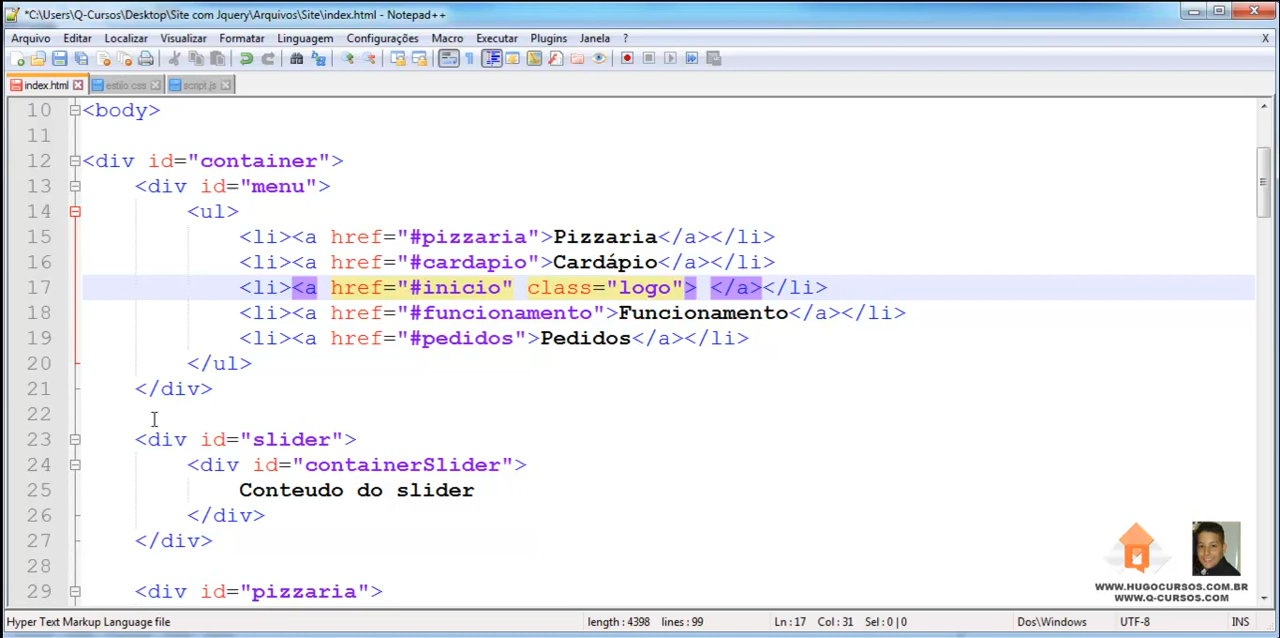 *C:\Users\Q-Cursos\Desktop\Site com Jquery\Arquivos\Site\index.html - Notepad++
Arquivo Editar Localizar Visualizar Formatar Linguagem Configurações Macro Executar Plugins Janela ? X
index.html estilo css script.js
10 <body>
11
12 <div id="container">
13 <div id="menu">
14 <ul>
15 <li><a href="#pizzaria">Pizzaria</a></li>
16 <li><a href="#cardapio">Cardápio</a></li>
17 <li><a href="#inicio" class="logo"> </a></li>
18 <li><a href="#funcionamento">Funcionamento</a></li>
19 <li><a href="#pedidos">Pedidos</a></li>
20 </ul>
21 </div>
22
23 <div id="slider">
24 <div id="containerSlider">
25 Conteudo do slider
26 </div>
27 </div>
28
29 <div id="pizzaria">
WWW.HUGOCURSOS.COM.BR
WWW.Q-CURSOS.COM
Hyper Text Markup Language file length : 4398 lines : 99 Ln : 17 Col : 31 Sel : 0 | 0 Dos\Windows UTF-8 INS